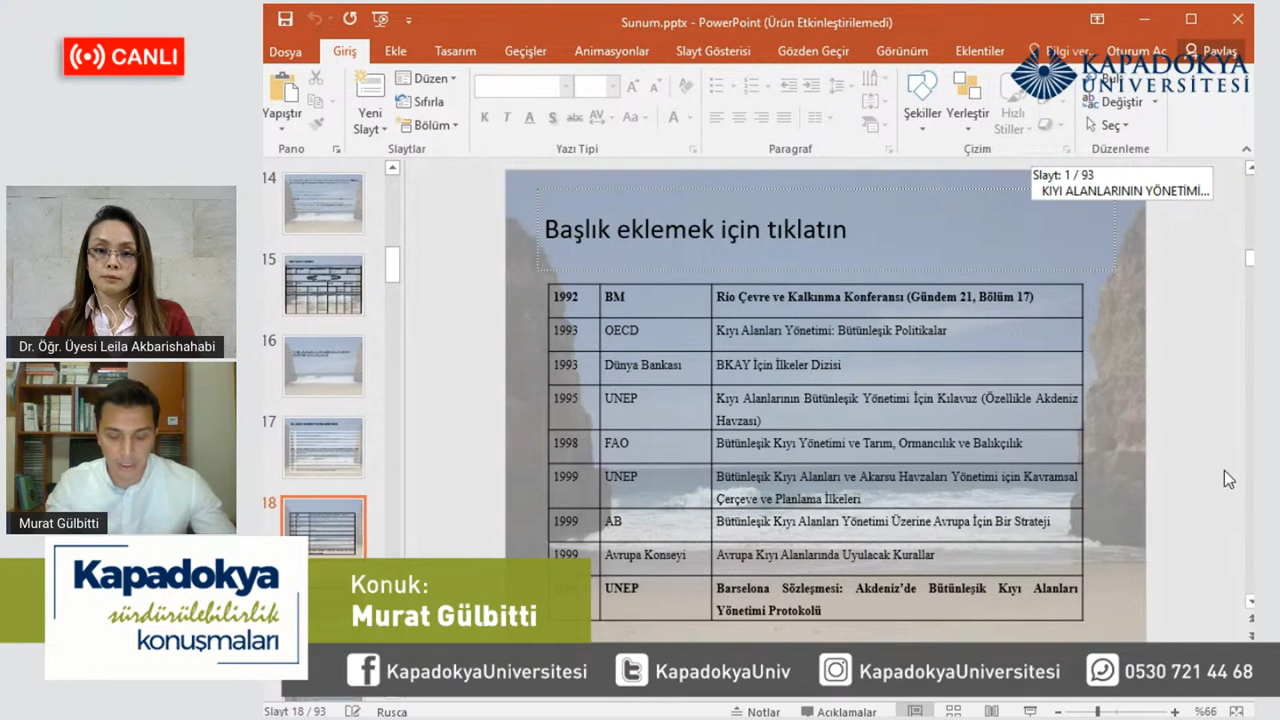 CANLI
Sunum.pptx - PowerPoint (Ürün Etkinleştirilemedi)
Dosya Giriş Ekle Tasarım Geçişler Animasyonlar Slayt Gösterisi Gözden Geçir Görünüm Eklentiler Oturum Aç Paylaş
KAPADOKYA
ÜNİVERSİTESİ
Yapıştır
Yeni
Slayt
Düzen
Sıfırla
Bölüm
K T A S abc AV Aa A
Şekiller Yerleştir Hızlı
Stiller
Bul
Değiştir
Seç
Pano Slaytlar Yazı Tipi Paragraf Çizim Düzenleme
Slayt: 1 / 93
KIYI ALANLARININ YÖNETİMİ...
14
15
16
17
18
Başlık eklemek için tıklatın
1992 BM Rio Çevre ve Kalkınma Konferansı (Gündem 21, Bölüm 17)
1993 OECD Kıyı Alanları Yönetimi: Bütünleşik Politikalar
1993 Dünya Bankası BKAY İçin İlkeler Dizisi
1995 UNEP Kıyı Alanlarının Bütünleşik Yönetimi İçin Kılavuz (Özellikle Akdeniz
Havzası)
1998 FAO Bütünleşik Kıyı Yönetimi ve Tarım, Ormancılık ve Balıkçılık
1999 UNEP Bütünleşik Kıyı Alanları ve Akarsu Havzaları Yönetimi için Kavramsal
Çerçeve ve Planlama İlkeleri
1999 AB Bütünleşik Kıyı Alanları Yönetimi Üzerine Avrupa İçin Bir Strateji
1999 Avrupa Konseyi Avrupa Kıyı Alanlarında Uyulacak Kurallar
UNEP Barselona Sözleşmesi: Akdeniz'de Bütünleşik Kıyı Alanları
Yönetimi Protokolü
Dr. Öğr. Üyesi Leila Akbarishahabi
Murat Gülbitti
Kapadokya
sürdürülebilirlik
konuşmaları
Konuk:
Murat Gülbitti
KapadokyaUniversitesi KapadokyaUniv KapadokyaUniversitesi 0530 721 44 68
Slayt 18 / 93 Rusca Notlar Açıklamalar %66